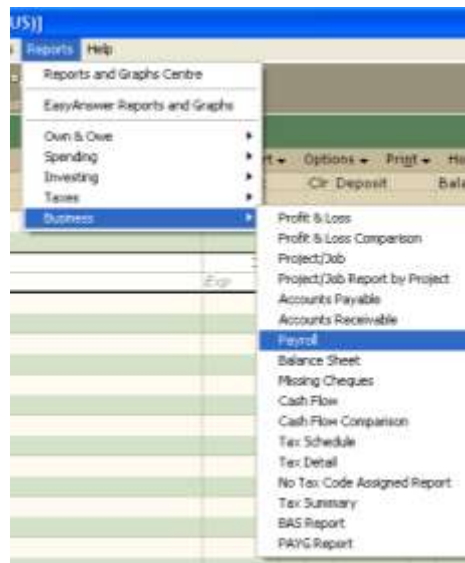 US)]
Reports Help
Reports and Graphs Centre
EasyAnswer Reports and Graphs
Own & Owe
Spending
Investing
Taxes
Business
Options Print
Clr Deposit
Exp
Profit & Loss
Profit & Loss Comparison
Project/Job
Project/Job Report by Project
Accounts Payable
Accounts Receivable
Payroll
Balance Sheet
Missing Cheques
Cash Flow
Cash Flow Comparison
Tax Schedule
Tax Detail
No Tax Code Assigned Report
Tax Summary
BAS Report
PAYG Report